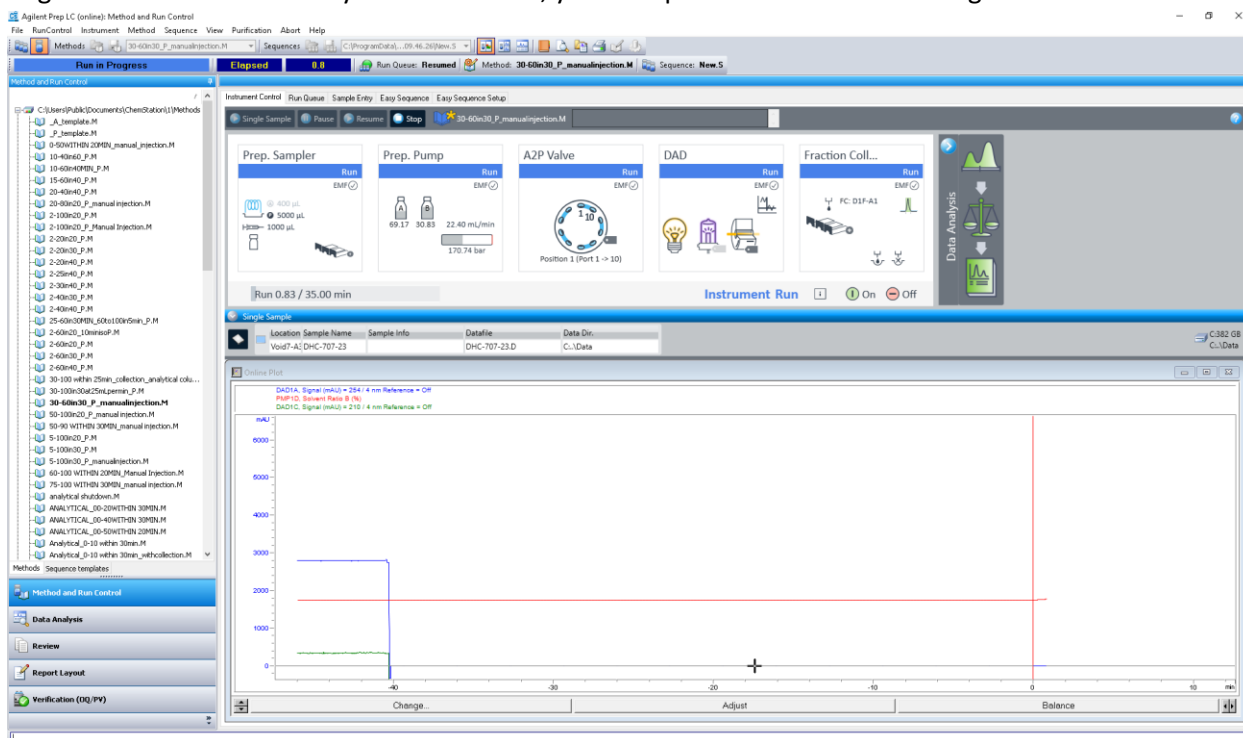 Agilent Prep LC (online): Method and Run Control
File RunControl Instrument Method Sequence View Purification Abort Help
Methods 30-60in30_P_manualinjection.M Sequences C:\ProgramData\...09.46.26\New.S
Run in Progress Elapsed 0.8 Run Queue: Resumed Method: 30-60in30_P_manualinjection.M Sequence: New.S
Method and Run Control
C:\Users\Public\Documents\ChemStation\1\Methods
_A_template.M
_P_template.M
0-50WITHIN 20MIN_manual_injection.M
10-40in60_P.M
10-60in40MIN_P.M
15-60in40_P.M
20-40in40_P.M
20-80in20_P_manual injection.M
2-100in20_P.M
2-100in20_P_Manual Injection.M
2-20in20_P.M
2-20in30_P.M
2-20in40_P.M
2-25in40_P.M
2-30in40_P.M
2-40in30_P.M
2-40in40_P.M
25-60in30MIN_60to100in5min_P.M
2-60in20_10minisoP.M
2-60in20_P.M
2-60in30_P.M
2-60in40_P.M
30-100 within 25min_collection_analytical colu...
30-100in30at25mLpermin_P.M
30-60in30_P_manualinjection.M
50-100in20_P_manual injection.M
50-90 WITHIN 30MIN_manual injection.M
5-100in20_P.M
5-100in30_P.M
5-100in30_P_manualinjection.M
60-100 WITHIN 20MIN_Manual Injection.M
75-100 WITHIN 30MIN_manual injection.M
analytical shutdown.M
ANALYTICAL_00-20WITHIN 30MIN.M
ANALYTICAL_00-40WITHIN 30MIN.M
ANALYTICAL_00-50WITHIN 20MIN.M
Analytical_0-10 within 30min.M
Analytical_0-10 within 30min_withcollection.M
Methods Sequence templates
Method and Run Control
Data Analysis
Review
Report Layout
Verification (OQ/PV)
Instrument Control Run Queue Sample Entry Easy Sequence Easy Sequence Setup
Single Sample Pause Resume Stop 30-60in30_P_manualinjection.M
Prep. Sampler Prep. Pump A2P Valve DAD Fraction Coll...
Run Run Run Run
EMF EMF EMF EMF EMF
400 µL
5000 µL
1000 µL
A B
69.17 30.83 22.40 mL/min
170.74 bar
1 10
Position 1 (Port 1 -> 10)
FC: D1F-A1
Data Analysis
Run 0.83 / 35.00 min Instrument Run On Off
Single Sample
Location Sample Name Sample Info Datafile Data Dir.
DHC-707-23 DHC-707-23.D C:..\Data
C:382 GB
C:..\Data
Online Plot
DAD1A, Signal (mAU) = 254 / 4 nm Reference = Off
PMP1D, Solvent Ratio B (%)
DAD1C, Signal (mAU) = 210 / 4 nm Reference = Off
mAU
6000
5000
4000
3000
2000
1000
0
-40 -30 -20 -10 0 10 min
Change... Adjust Balance